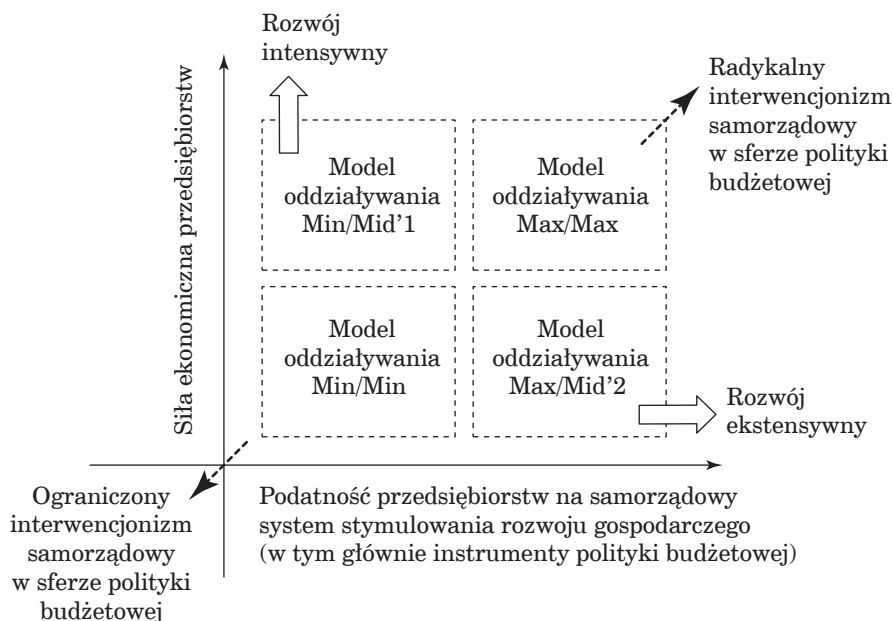 Rozwój
intensywny
Siła ekonomiczna przedsiębiorstw
Radykalny
interwencjonizm
samorządowy
w sferze polityki
budżetowej
Model
oddziaływania
Min/Mid’1
Model
oddziaływania
Max/Max
Model
oddziaływania
Min/Min
Model
oddziaływania
Max/Mid’2
Rozwój
ekstensywny
Ograniczony
interwencjonizm
samorządowy
w sferze polityki
budżetowej
Podatność przedsiębiorstw na samorządowy
system stymulowania rozwoju gospodarczego
(w tym głównie instrumenty polityki budżetowej)